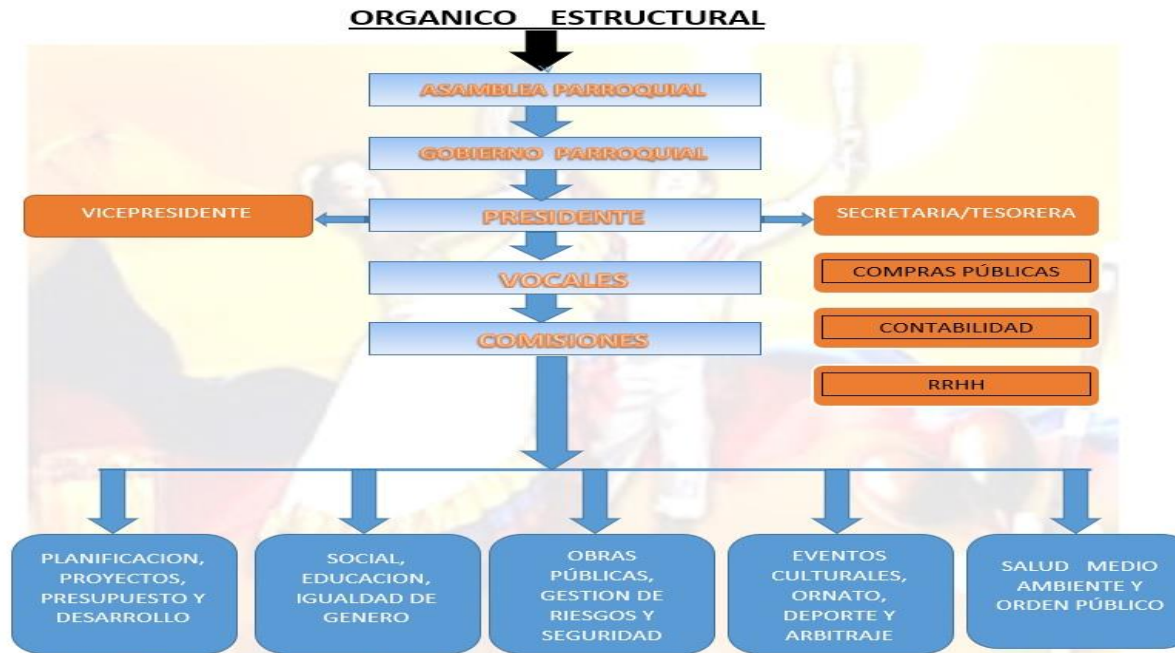 ORGANICO ESTRUCTURAL
ASAMBLEA PARROQUIAL
GOBIERNO PARROQUIAL
VICEPRESIDENTE
PRESIDENTE
SECRETARIA/TESORERA
VOCALES
COMPRAS PÚBLICAS
COMISIONES
CONTABILIDAD
RRHH
PLANIFICACION,
PROYECTOS,
PRESUPUESTO Y
DESARROLLO
SOCIAL,
EDUCACION,
IGUALDAD DE
GENERO
OBRAS
PÚBLICAS,
GESTION DE
RIESGOS Y
SEGURIDAD
EVENTOS
CULTURALES,
ORNATO,
DEPORTE Y
ARBITRAJE
SALUD MEDIO
AMBIENTE Y
ORDEN PÚBLICO